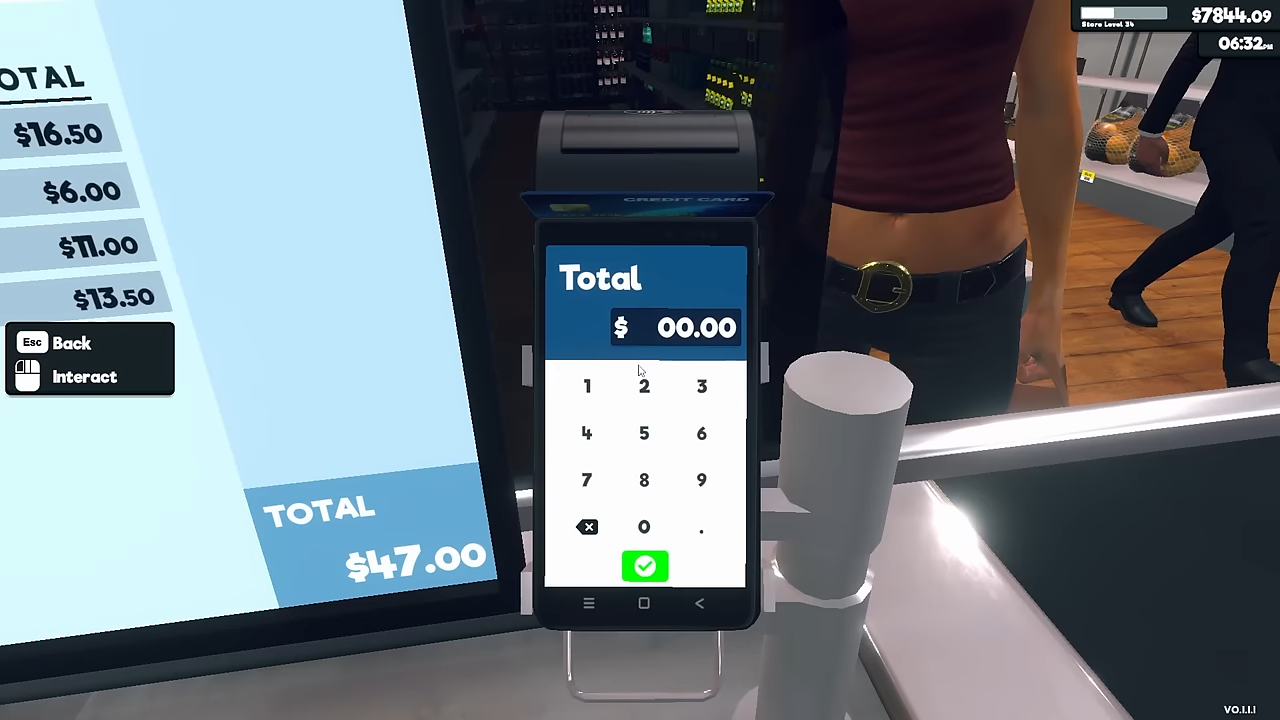 OTAL
$16.50
$6.00
$11.00
$13.50
Esc Back
Interact
TOTAL
$47.00
CREDIT CARD
Total
$ 00.00
1 2 3
4 5 6
7 8 9
0 .
Store Level 34
$7844.09
06:32PM
V0.1.1.1